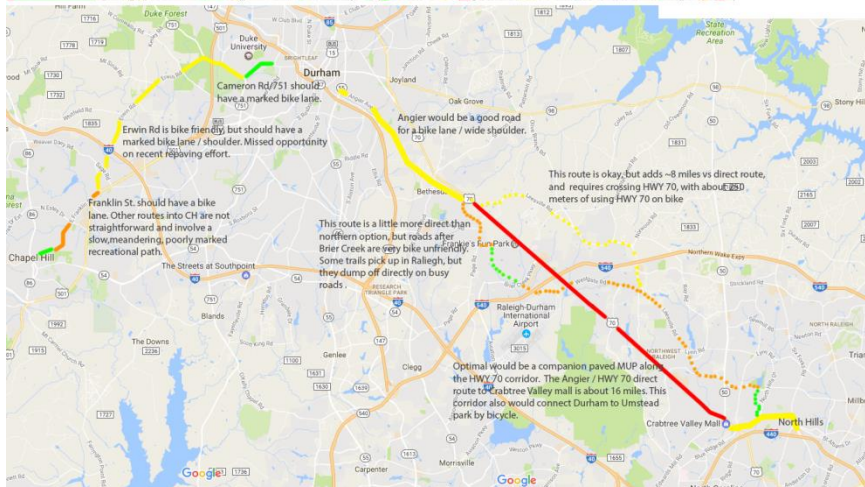 Duke Forest
Duke
University
BRIGHTLEAF
Durham
Joyland
Oak Grove
State
Recreation
Area
Stony Hill
Cameron Rd/751 should
have a marked bike lane.
Angier would be a good road
for a bike lane / wide shoulder.
Erwin Rd is bike friendly, but should have a
marked bike lane / shoulder. Missed opportunity
on recent repaving effort.
This route is okay, but adds ~8 miles vs direct route,
and requires crossing HWY 70, with about 250
meters of using HWY 70 on bike
Bethesda
Franklin St. should have a bike
lane. Other routes into CH are not
straightforward and involve a
slow,meandering, poorly marked
recreational path.
This route is a little more direct than
northern option, but roads after
Brier Creek are very bike unfriendly.
Some trails pick up in Raliegh, but
they dump off directly on busy
roads .
Frankie's Fun Park
Chapel Hill
The Streets at Southpoint
RESEARCH
TRIANGLE PARK
Northern Wake Expy
Raleigh-Durham
International
Airport
Blands
The Downs
Genlee
Clegg
NORTHWEST
RALEIGH
NORTH RALEIGH
Optimal would be a companion paved MUP along
the HWY 70 corridor. The Angier / HWY 70 direct
route to Crabtree Valley mall is about 16 miles. This
corridor also would connect Durham to Umstead
park by bicycle.
Crabtree Valley Mall
North Hills
Morrisville
Carpenter
Google
Google